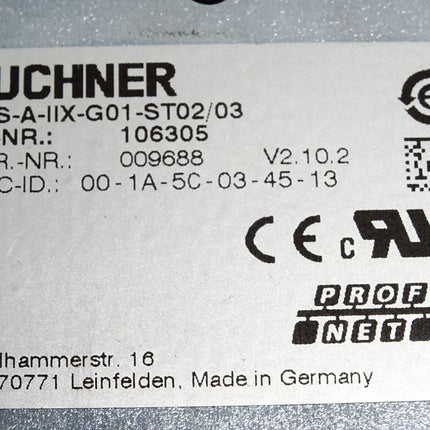 UCHNER
S-A-IIX-G01-ST02/03
-NR.: 106305
R.-NR.: 009688 V2.10.2
C-ID.: 00-1A-5C-03-45-13
CE c RU
PROF
NET
lhammerstr. 16
70771 Leinfelden, Made in Germany